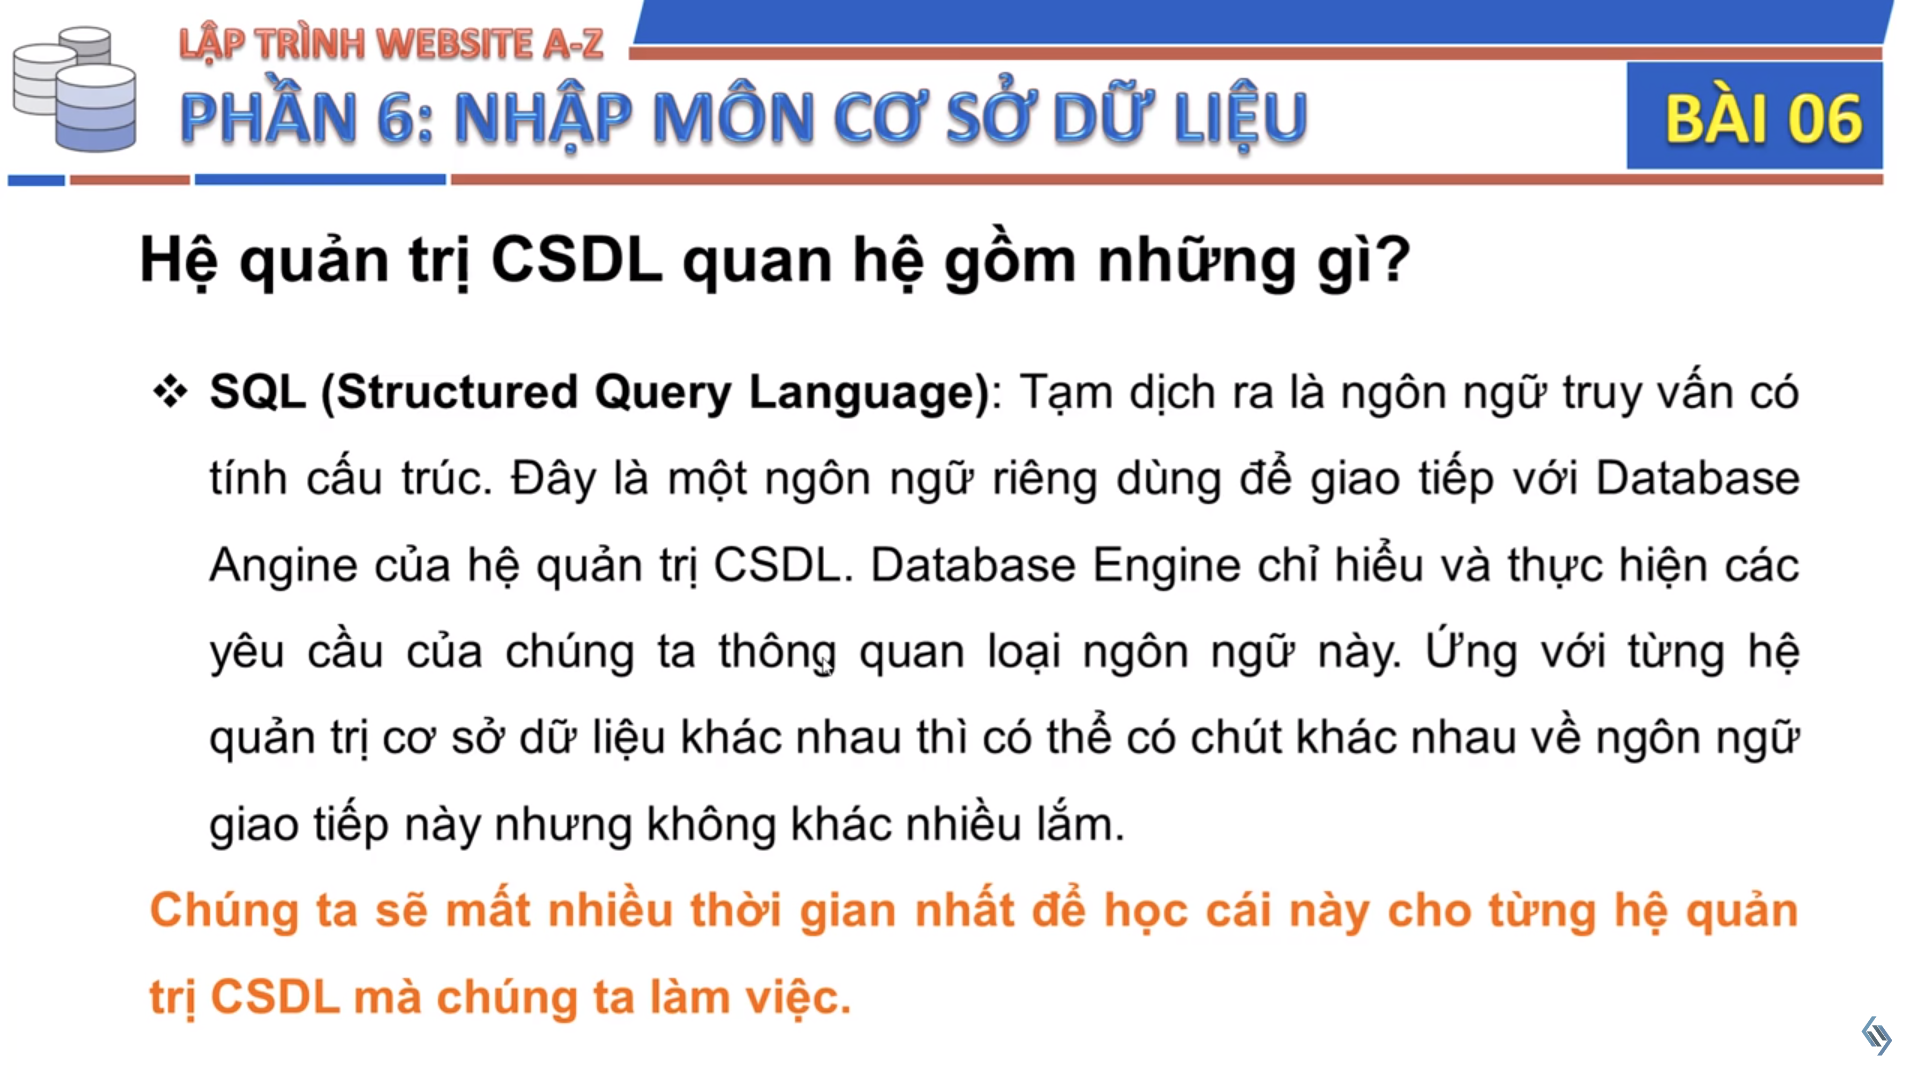 LẬP TRÌNH WEBSITE A-Z
PHẦN 6: NHẬP MÔN CƠ SỞ DỮ LIỆU
BÀI 06
Hệ quản trị CSDL quan hệ gồm những gì?
❖ SQL (Structured Query Language): Tạm dịch ra là ngôn ngữ truy vấn có
tính cấu trúc. Đây là một ngôn ngữ riêng dùng để giao tiếp với Database
Angine của hệ quản trị CSDL. Database Engine chỉ hiểu và thực hiện các
yêu cầu của chúng ta thông quan loại ngôn ngữ này. Ứng với từng hệ
quản trị cơ sở dữ liệu khác nhau thì có thể có chút khác nhau về ngôn ngữ
giao tiếp này nhưng không khác nhiều lắm.
Chúng ta sẽ mất nhiều thời gian nhất để học cái này cho từng hệ quản
trị CSDL mà chúng ta làm việc.